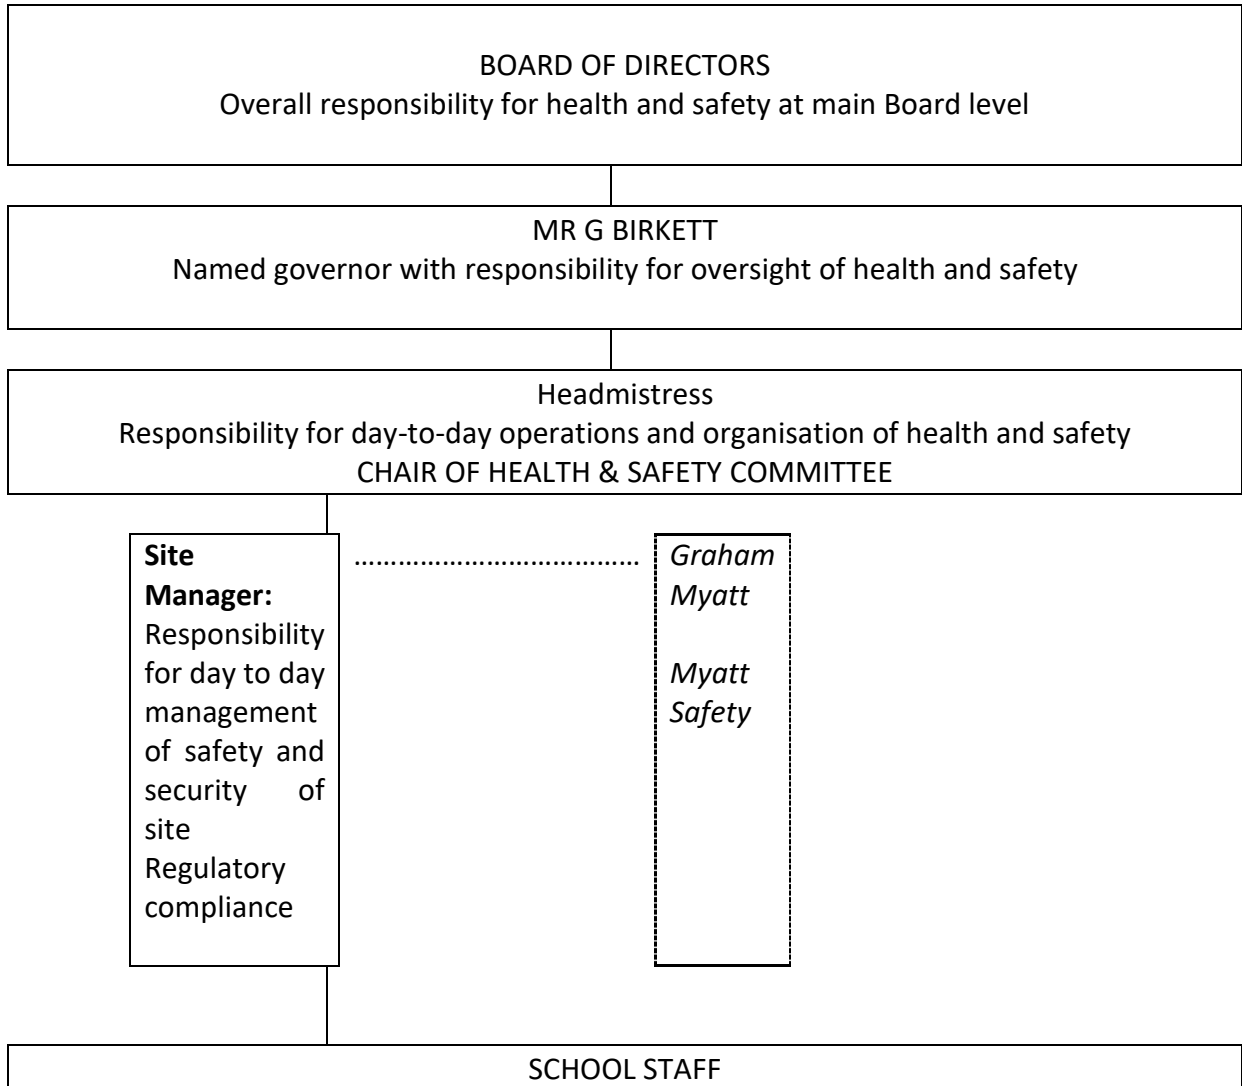 BOARD OF DIRECTORS
Overall responsibility for health and safety at main Board level
MR G BIRKETT
Named governor with responsibility for oversight of health and safety
Headmistress
Responsibility for day-to-day operations and organisation of health and safety
CHAIR OF HEALTH & SAFETY COMMITTEE
Site
Manager:
Responsibility
for day to day
management
of safety and
security of
site
Regulatory
compliance
.......................................
Graham
Myatt
Myatt
Safety
SCHOOL STAFF